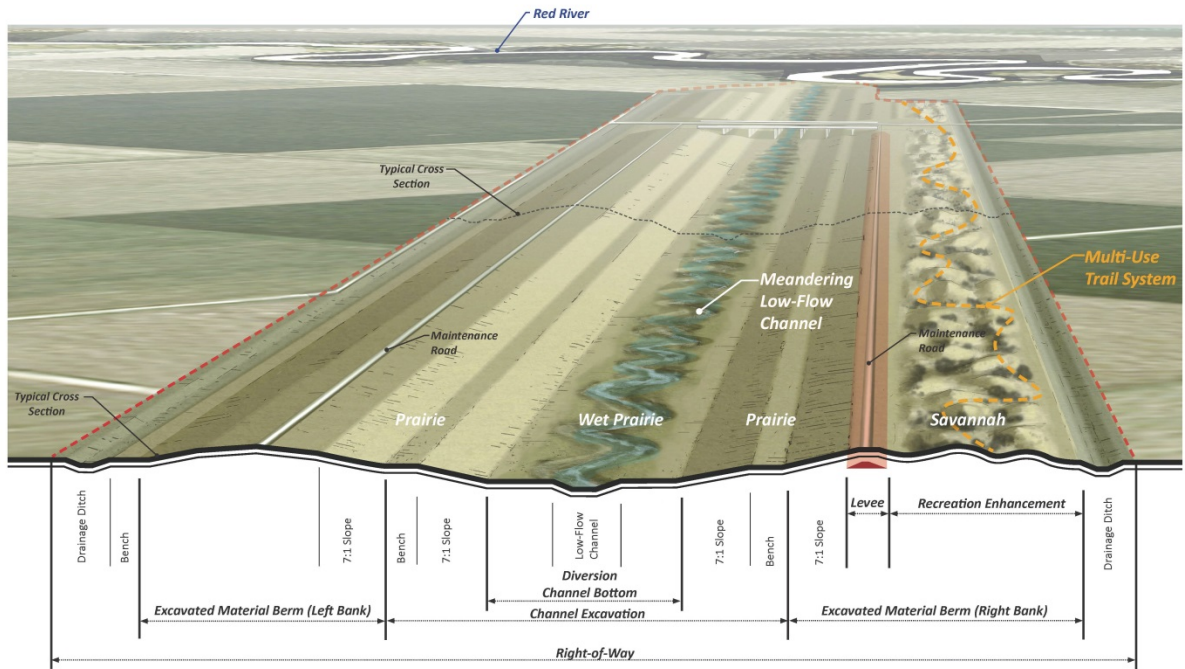 Red River
Typical Cross
Section
Multi-Use
Trail System
Meandering
Low-Flow
Channel
Maintenance
Road
Maintenance
Road
Typical Cross
Section
Prairie
Wet Prairie
Prairie
Savannah
Drainage Ditch
Bench
7:1 Slope
Bench
7:1 Slope
Low-Flow
Channel
7:1 Slope
Bench
7:1 Slope
Levee
Recreation Enhancement
Drainage Ditch
Diversion
Channel Bottom
Excavated Material Berm (Left Bank)
Channel Excavation
Excavated Material Berm (Right Bank)
Right-of-Way